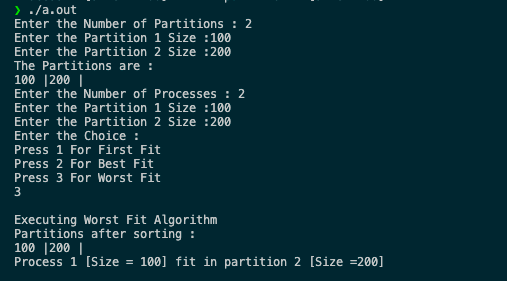 ❯ ./a.out
Enter the Number of Partitions : 2
Enter the Partition 1 Size :100
Enter the Partition 2 Size :200
The Partitions are :
100 |200 |
Enter the Number of Processes : 2
Enter the Partition 1 Size :100
Enter the Partition 2 Size :200
Enter the Choice :
Press 1 For First Fit
Press 2 For Best Fit
Press 3 For Worst Fit
3
Executing Worst Fit Algorithm
Partitions after sorting :
100 |200 |
Process 1 [Size = 100] fit in partition 2 [Size =200]